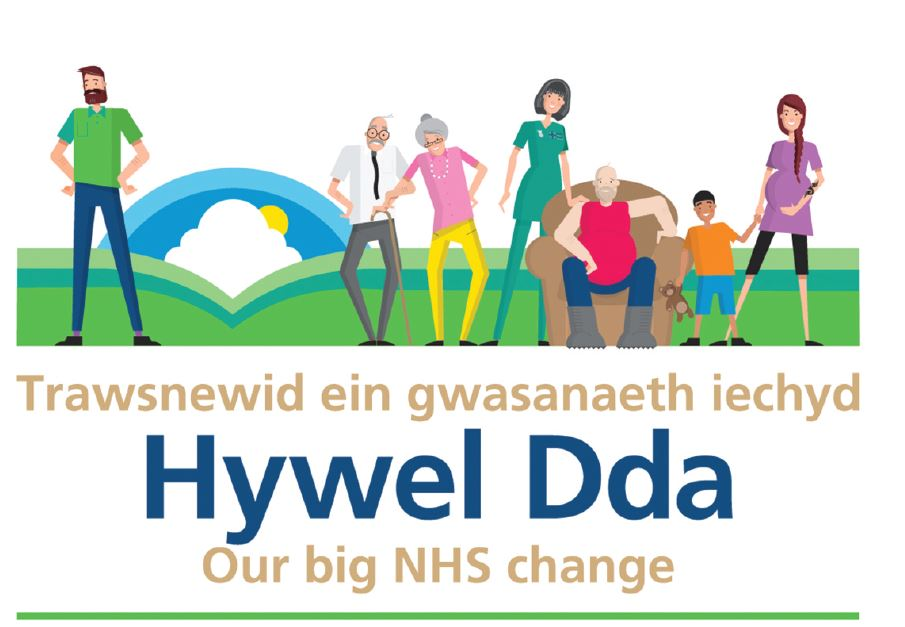 Trawsnewid ein gwasanaeth iechyd
Hywel Dda
Our big NHS change